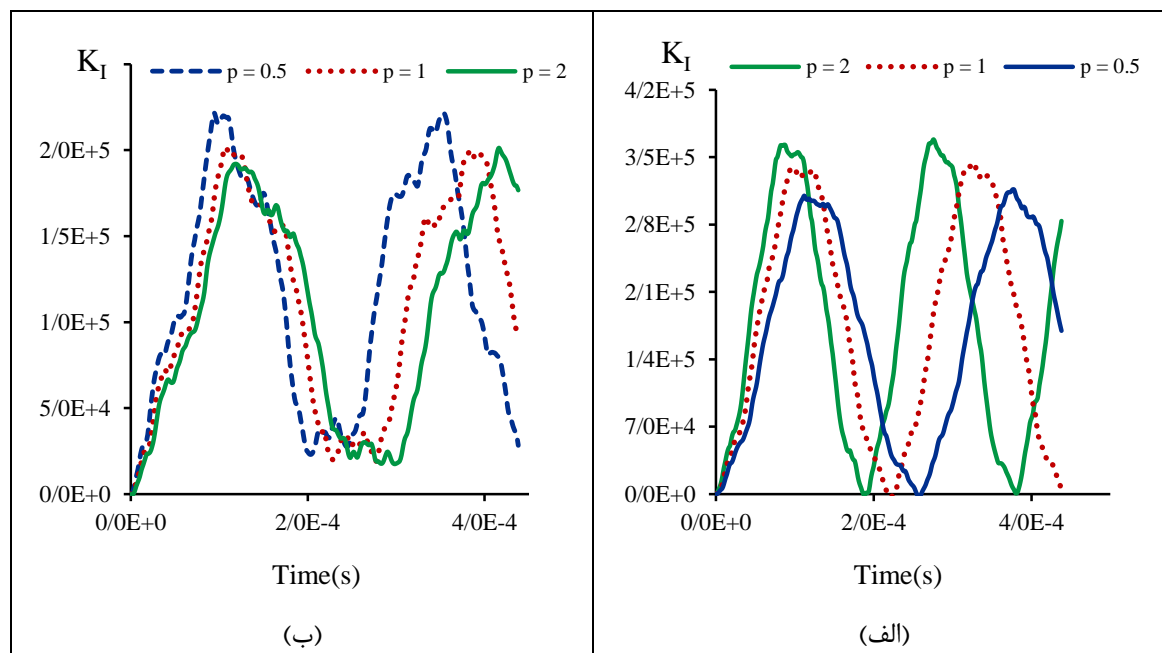 K_I
p = 0.5 p = 1 p = 2
2/0E+5
1/5E+5
1/0E+5
5/0E+4
0/0E+0
0/0E+0 2/0E-4 4/0E-4
Time(s)
(ب)
K_I
p = 2 p = 1 p = 0.5
4/2E+5
3/5E+5
2/8E+5
2/1E+5
1/4E+5
7/0E+4
0/0E+0
0/0E+0 2/0E-4 4/0E-4
Time(s)
(الف)